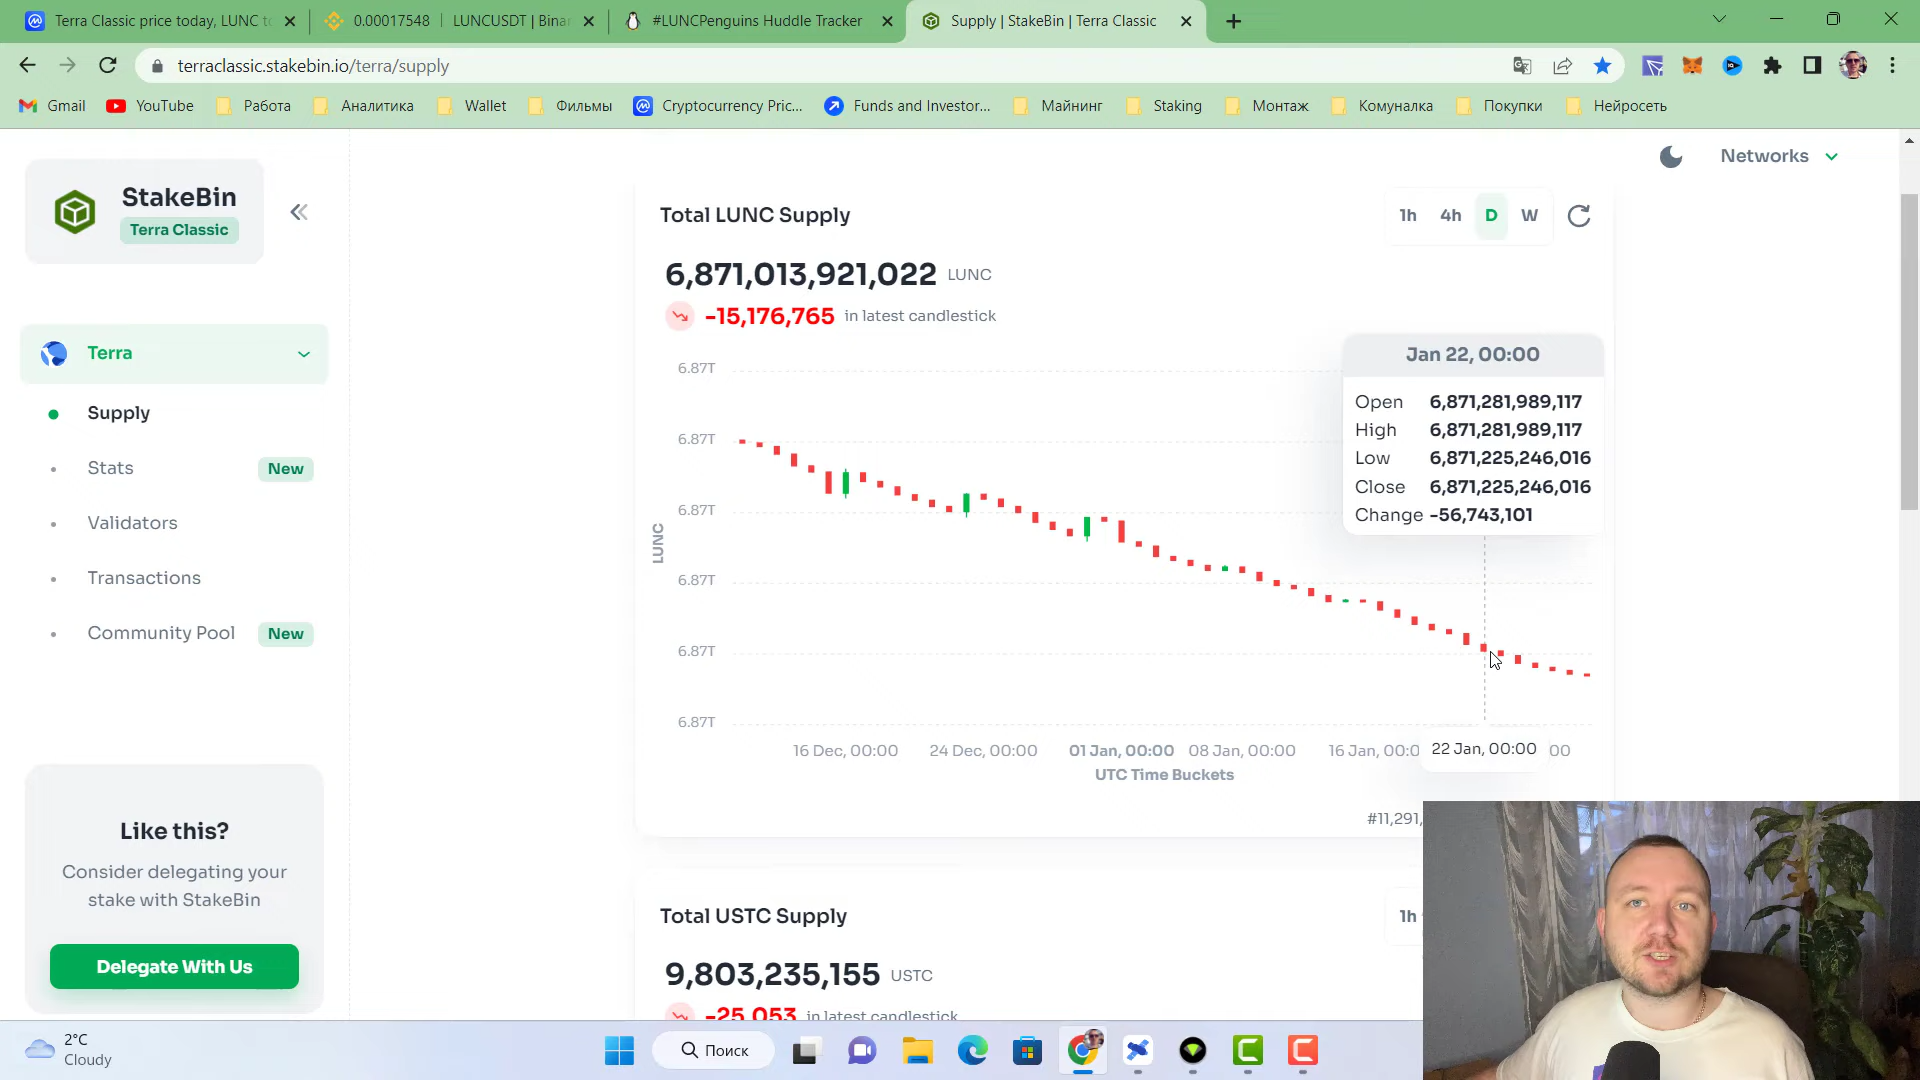 Terra Classic price today, LUNC to
0.00017548 | LUNCUSDT | Binan
#LUNCPenguins Huddle Tracker
Supply | StakeBin | Terra Classic
terraclassic.stakebin.io/terra/supply
Gmail
YouTube
Работа
Аналитика
Wallet
Фильмы
Cryptocurrency Pric...
Funds and Investor...
Майнинг
Staking
Монтаж
Комуналка
Покупки
Нейросеть
StakeBin
Terra Classic
Networks
Terra
Supply
Stats New
Validators
Transactions
Community Pool New
Like this?
Consider delegating your
stake with StakeBin
Delegate With Us
Total LUNC Supply
1h 4h D W
6,871,013,921,022 LUNC
-15,176,765 in latest candlestick
Jan 22, 00:00
Open 6,871,281,989,117
High 6,871,281,989,117
Low 6,871,225,246,016
Close 6,871,225,246,016
Change -56,743,101
6.87T
6.87T
6.87T
6.87T
6.87T
6.87T
LUNC
16 Dec, 00:00
24 Dec, 00:00
01 Jan, 00:00
08 Jan, 00:00
16 Jan, 00:0
22 Jan, 00:00
00
UTC Time Buckets
#11,291,
Total USTC Supply
1h
9,803,235,155 USTC
-25,053 in latest candlestick
2°C
Cloudy
Поиск